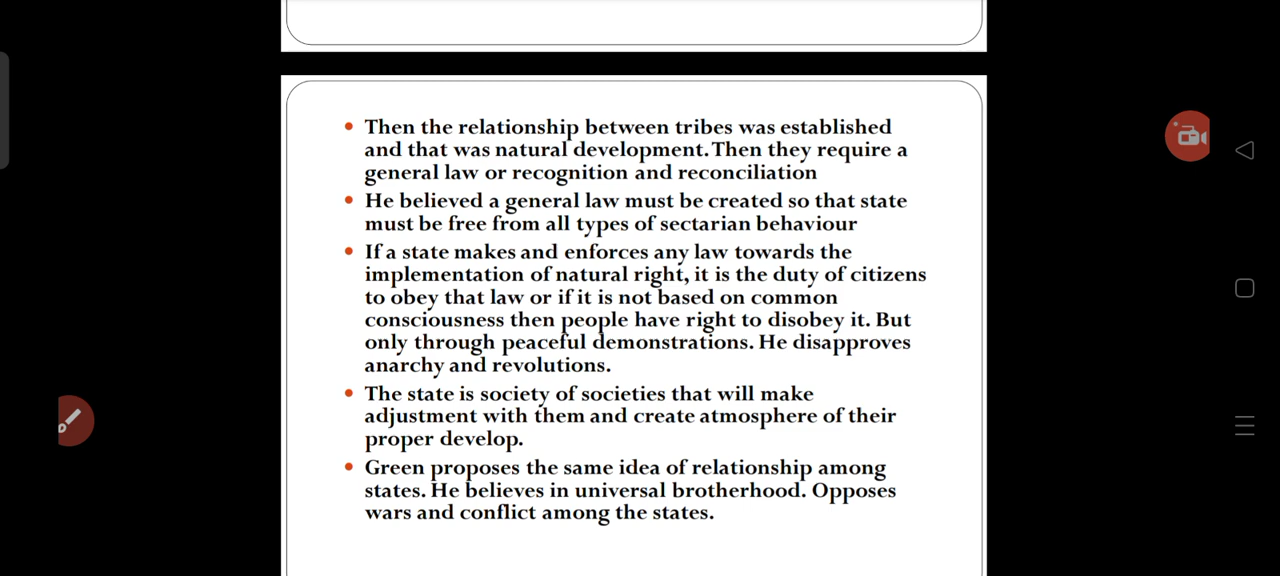 • Then the relationship between tribes was established
and that was natural development. Then they require a
general law or recognition and reconciliation
• He believed a general law must be created so that state
must be free from all types of sectarian behaviour
• If a state makes and enforces any law towards the
implementation of natural right, it is the duty of citizens
to obey that law or if it is not based on common
consciousness then people have right to disobey it. But
only through peaceful demonstrations. He disapproves
anarchy and revolutions.
• The state is society of societies that will make
adjustment with them and create atmosphere of their
proper develop.
• Green proposes the same idea of relationship among
states. He believes in universal brotherhood. Opposes
wars and conflict among the states.